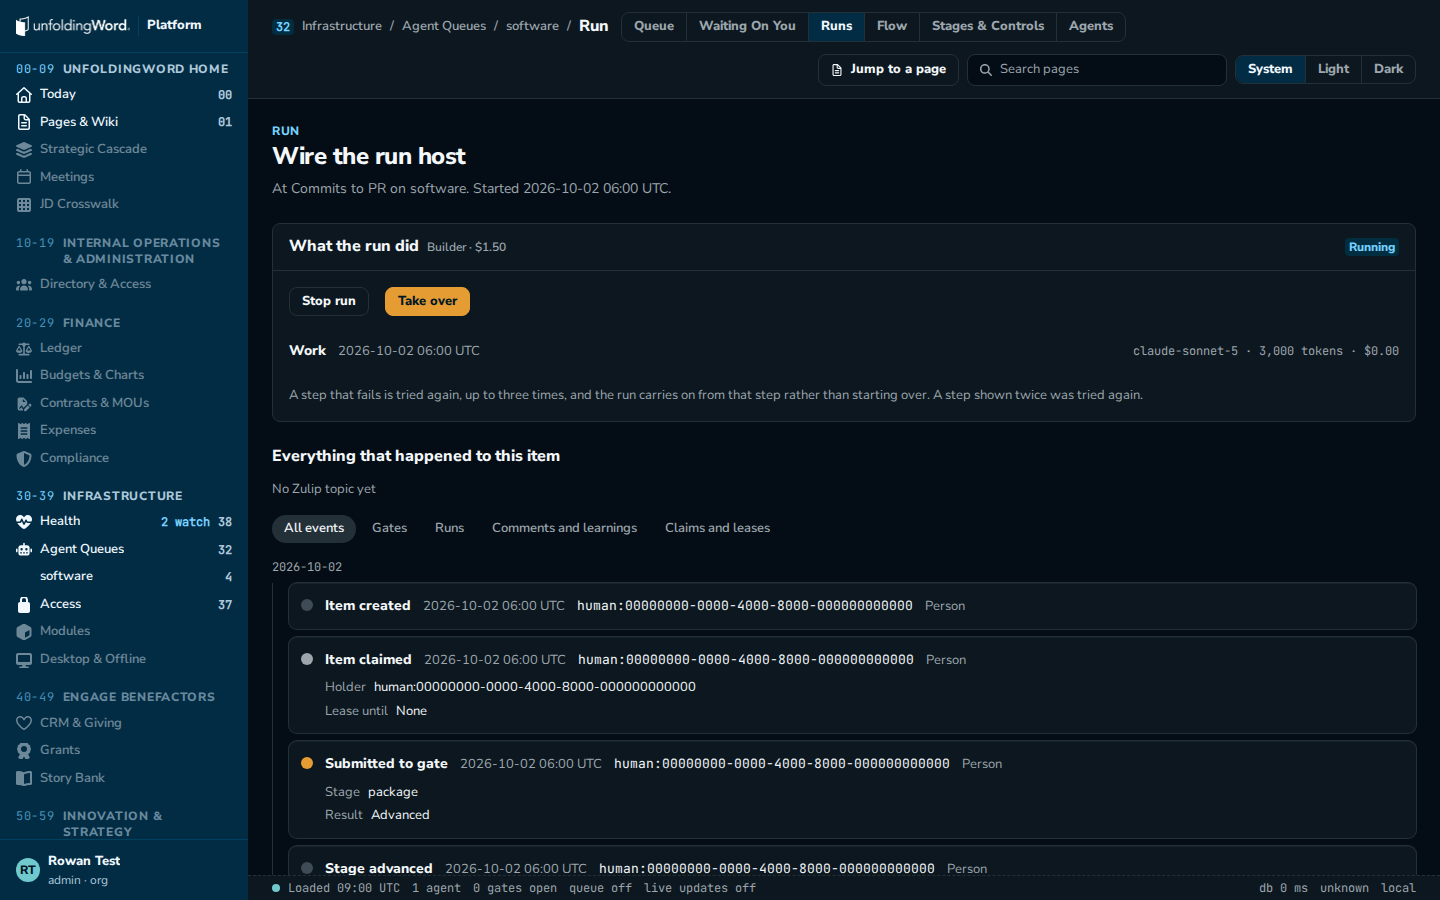 unfoldingWord. Platform
00-09 UNFOLDINGWORD HOME
Today 00
Pages & Wiki 01
Strategic Cascade
Meetings
JD Crosswalk
10-19 INTERNAL OPERATIONS
& ADMINISTRATION
Directory & Access
20-29 FINANCE
Ledger
Budgets & Charts
Contracts & MOUs
Expenses
Compliance
30-39 INFRASTRUCTURE
Health 2 watch 38
Agent Queues 32
software 4
Access 37
Modules
Desktop & Offline
40-49 ENGAGE BENEFACTORS
CRM & Giving
Grants
Story Bank
50-59 INNOVATION &
STRATEGY
RT Rowan Test
admin · org
32 Infrastructure / Agent Queues / software / Run Queue Waiting On You Runs Flow Stages & Controls Agents
Jump to a page Search pages System Light Dark
RUN
Wire the run host
At Commits to PR on software. Started 2026-10-02 06:00 UTC.
What the run did Builder · $1.50 Running
Stop run Take over
Work 2026-10-02 06:00 UTC claude-sonnet-5 · 3,000 tokens · $0.00
A step that fails is tried again, up to three times, and the run carries on from that step rather than starting over. A step shown twice was tried again.
Everything that happened to this item
No Zulip topic yet
All events Gates Runs Comments and learnings Claims and leases
2026-10-02
Item created 2026-10-02 06:00 UTC human:00000000-0000-4000-8000-000000000000 Person
Item claimed 2026-10-02 06:00 UTC human:00000000-0000-4000-8000-000000000000 Person
Holder human:00000000-0000-4000-8000-000000000000
Lease until None
Submitted to gate 2026-10-02 06:00 UTC human:00000000-0000-4000-8000-000000000000 Person
Stage package
Result Advanced
Stage advanced 2026-10-02 06:00 UTC human:00000000-0000-4000-8000-000000000000 Person
Loaded 09:00 UTC 1 agent 0 gates open queue off live updates off db 0 ms unknown local